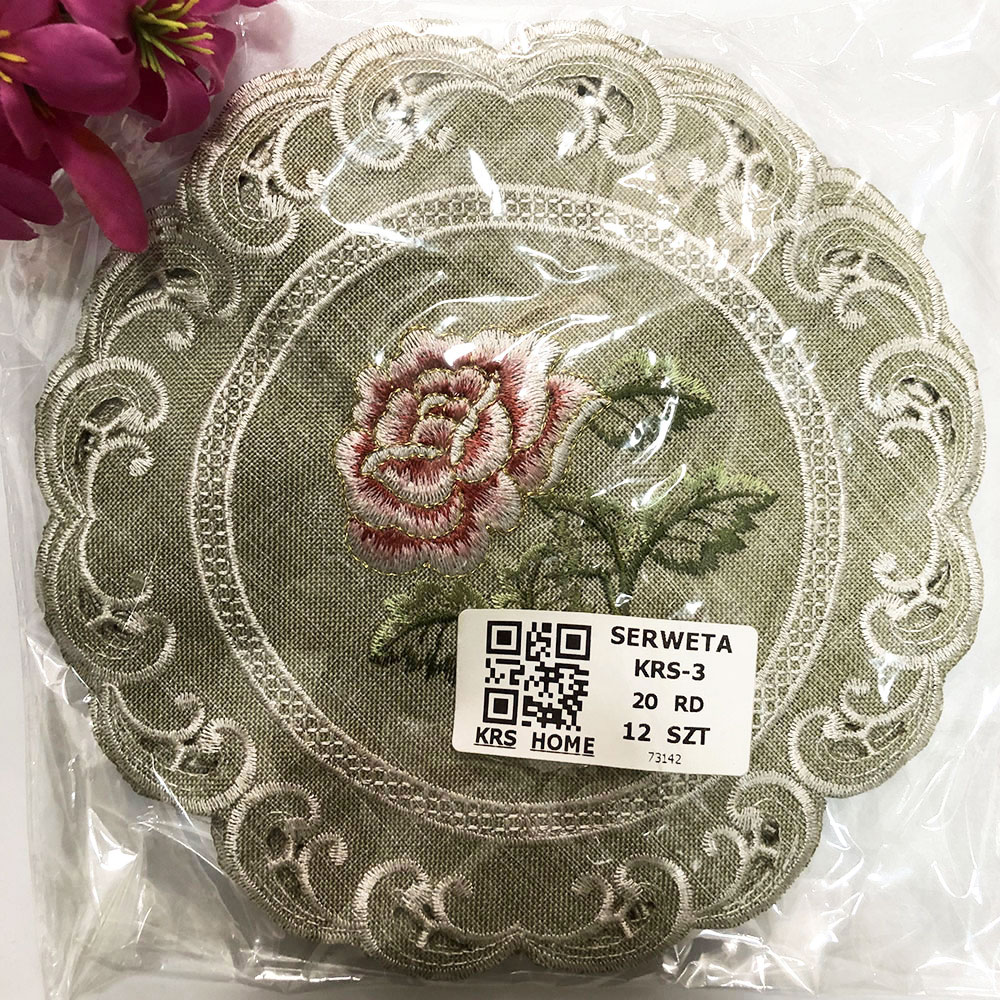 SERWETA
KRS-3
20 RD
12 SZT
73142
KRS HOME